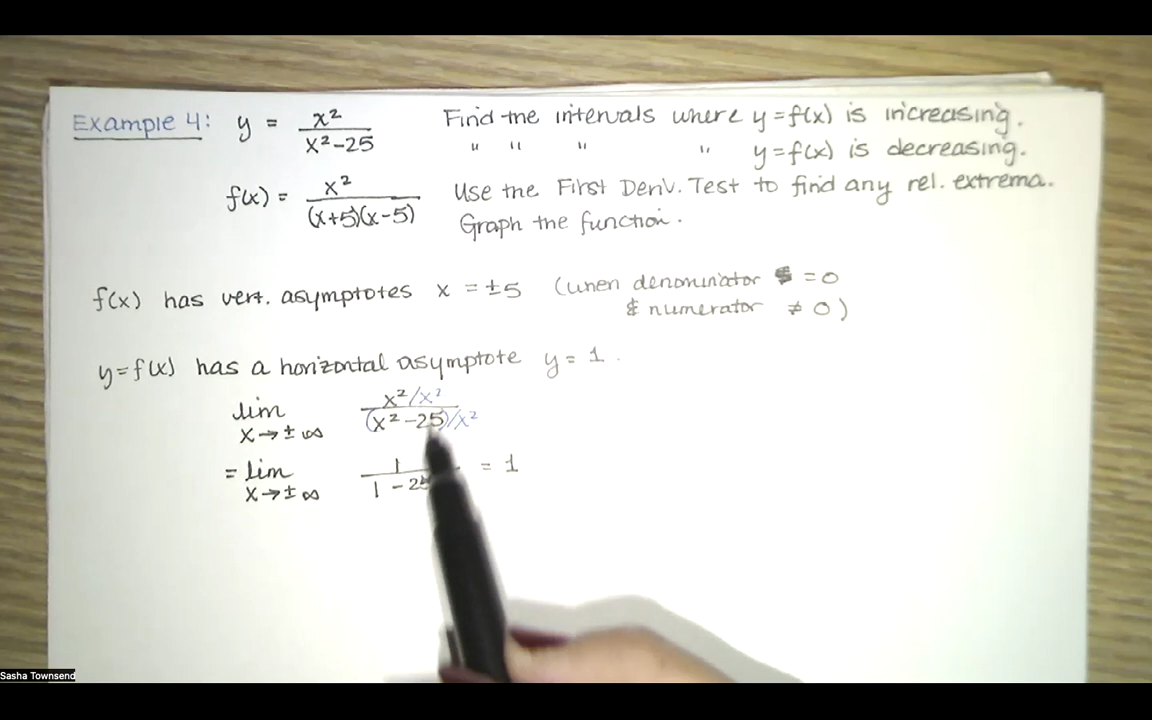 Example 4: y = x²/(x²-25) Find the intervals where y=f(x) is increasing.
" " " " y=f(x) is decreasing.
f(x) = x²/((x+5)(x-5)) Use the First Deriv. Test to find any rel. extrema.
Graph the function.
f(x) has vert. asymptotes x = ±5 (when denominator = 0
& numerator ≠ 0)
y=f(x) has a horizontal asymptote y = 1.
lim x→±∞ x²/x² / (x²-25)/x²
= lim x→±∞ 1 / 1 - 25 = 1
Sasha Townsend